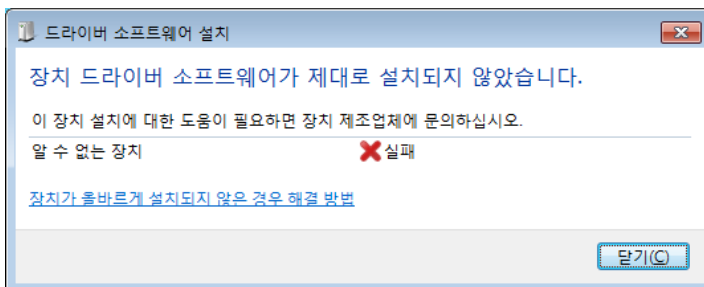 드라이버 소프트웨어 설치
장치 드라이버 소프트웨어가 제대로 설치되지 않았습니다.
이 장치 설치에 대한 도움이 필요하면 장치 제조업체에 문의하십시오.
알 수 없는 장치 실패
장치가 올바르게 설치되지 않은 경우 해결 방법
닫기(C)